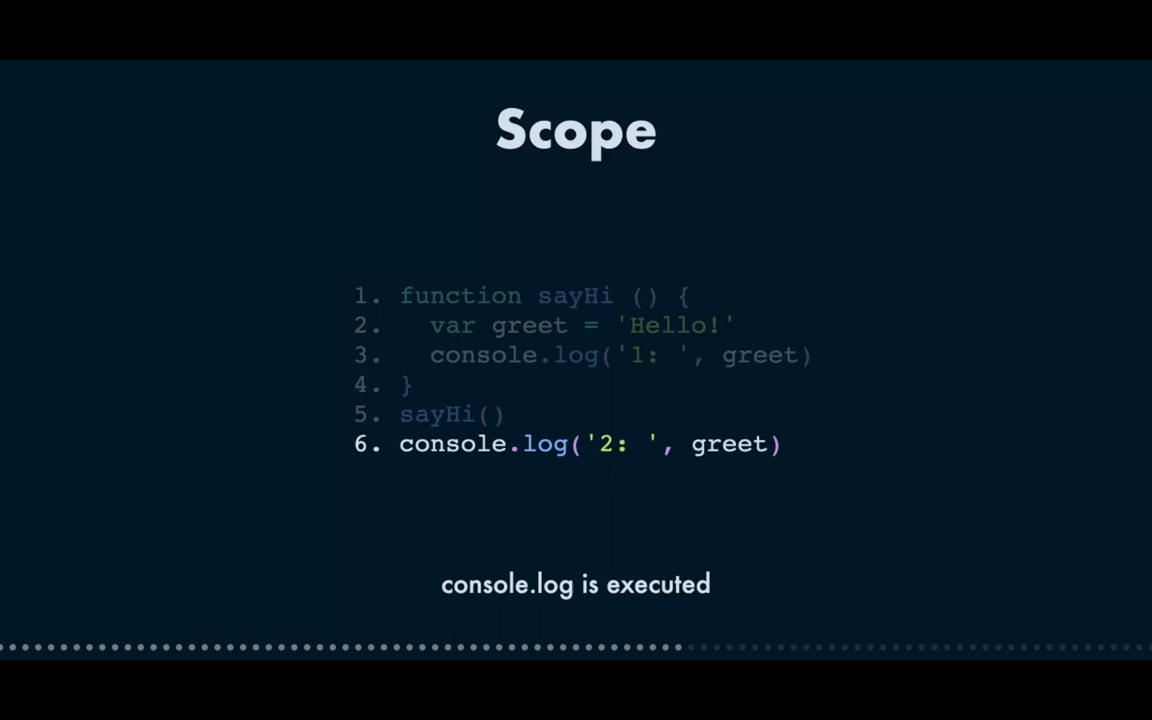 Scope
1. function sayHi () {
2.   var greet = 'Hello!'
3.   console.log('1: ', greet)
4. }
5. sayHi()
6. console.log('2: ', greet)
console.log is executed